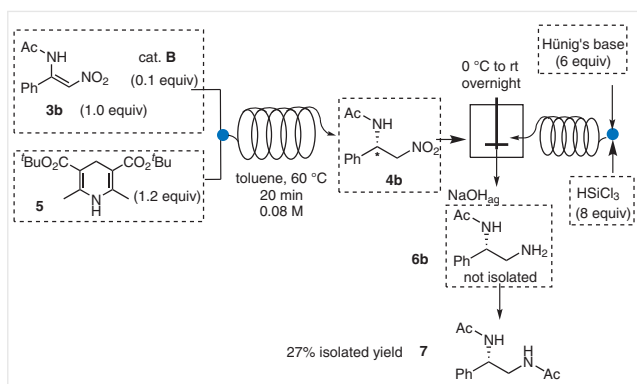 Ac
NH
Ph
NO₂
3b (1.0 equiv)
cat. B
(0.1 equiv)
ᵗBuO₂C
CO₂ᵗBu
N
H
5
(1.2 equiv)
toluene, 60 °C
20 min
0.08 M
Ac
NH
Ph
*
NO₂
4b
0 °C to rt
overnight
Hünig's base
(6 equiv)
HSiCl₃
(8 equiv)
NaOHₐq
Ac
NH
Ph
NH₂
6b
not isolated
27% isolated yield 7
Ac
NH
Ph
H
N
Ac